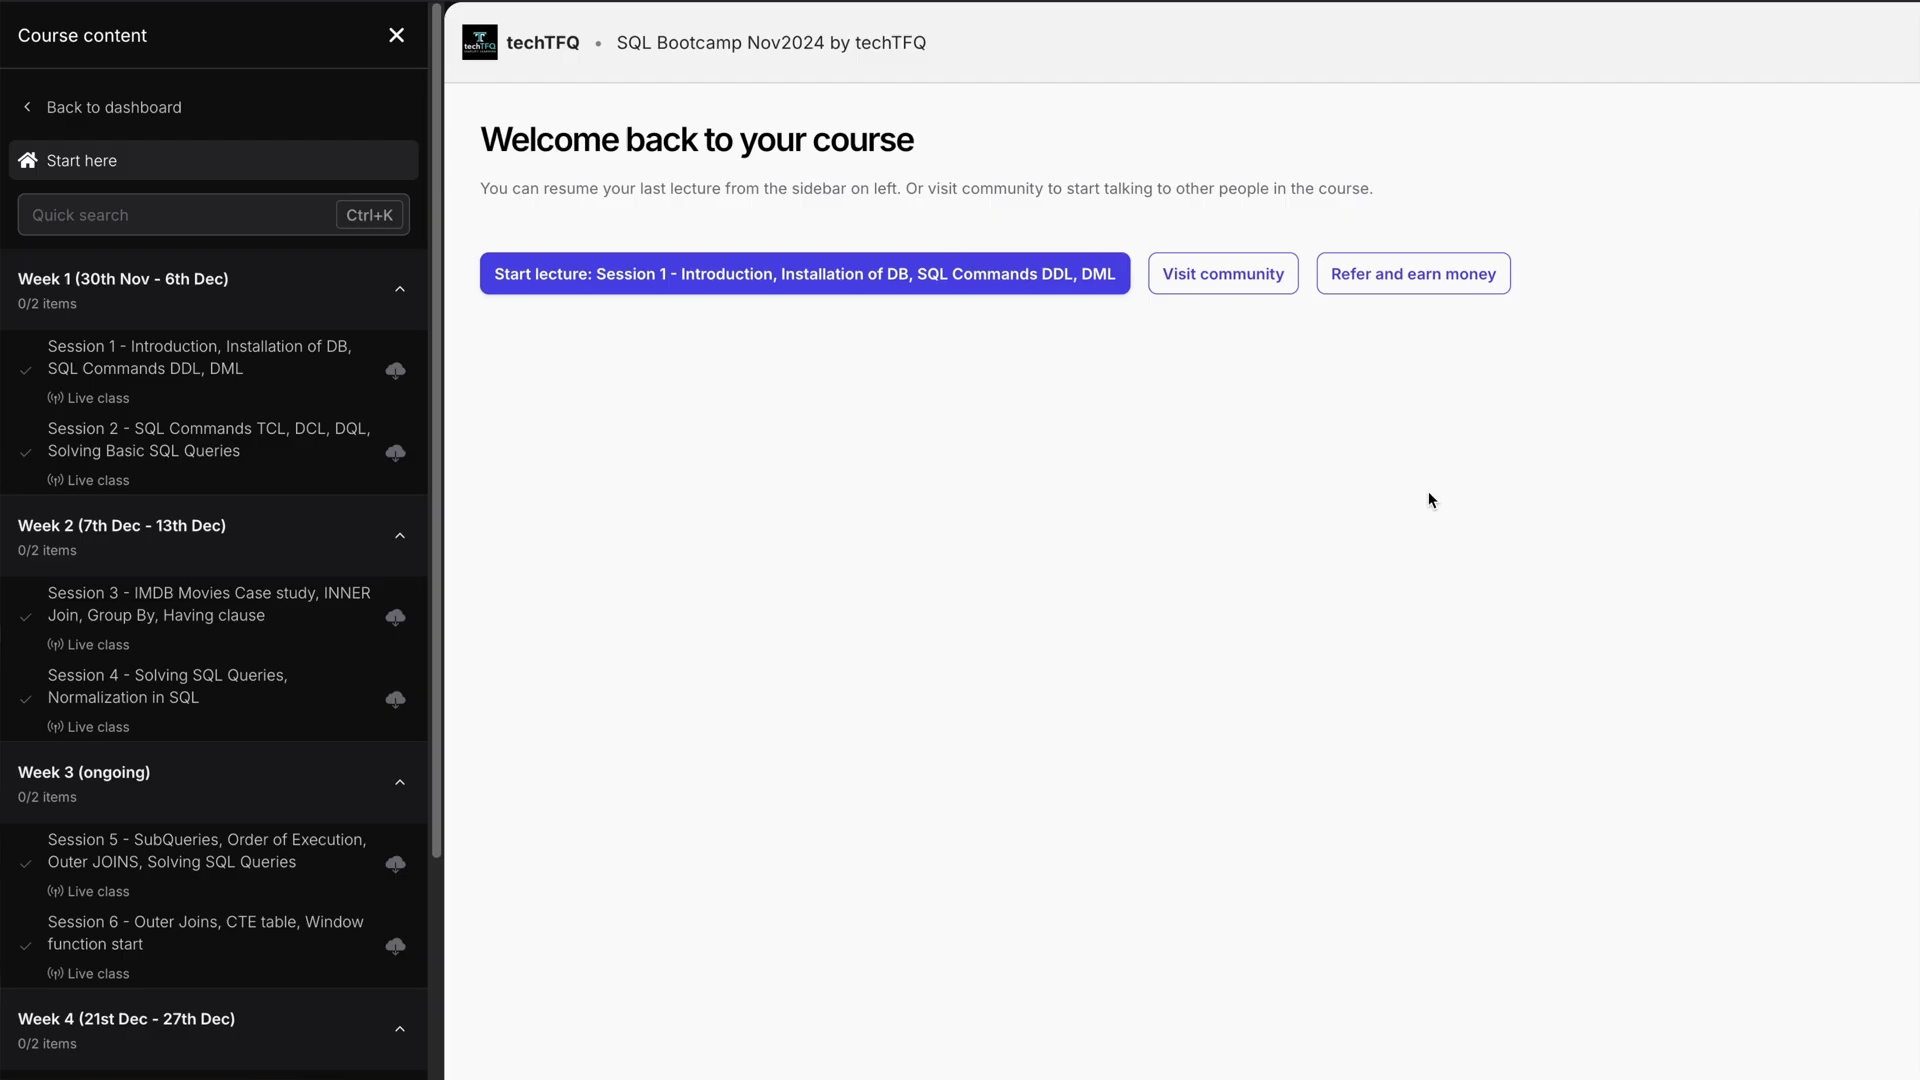 Course content
Back to dashboard
Start here
Quick search
Ctrl+K
Week 1 (30th Nov - 6th Dec)
0/2 items
Session 1 - Introduction, Installation of DB,
SQL Commands DDL, DML
Live class
Session 2 - SQL Commands TCL, DCL, DQL,
Solving Basic SQL Queries
Live class
Week 2 (7th Dec - 13th Dec)
0/2 items
Session 3 - IMDB Movies Case study, INNER
Join, Group By, Having clause
Live class
Session 4 - Solving SQL Queries,
Normalization in SQL
Live class
Week 3 (ongoing)
0/2 items
Session 5 - SubQueries, Order of Execution,
Outer JOINS, Solving SQL Queries
Live class
Session 6 - Outer Joins, CTE table, Window
function start
Live class
Week 4 (21st Dec - 27th Dec)
0/2 items
techTFQ
techTFQ • SQL Bootcamp Nov2024 by techTFQ
Welcome back to your course
You can resume your last lecture from the sidebar on left. Or visit community to start talking to other people in the course.
Start lecture: Session 1 - Introduction, Installation of DB, SQL Commands DDL, DML
Visit community
Refer and earn money